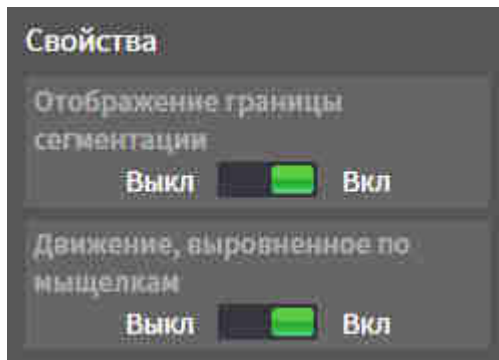 Свойства
Отображение границы
сегментации
Выкл Вкл
Движение, выровненное по
мыщелкам
Выкл Вкл